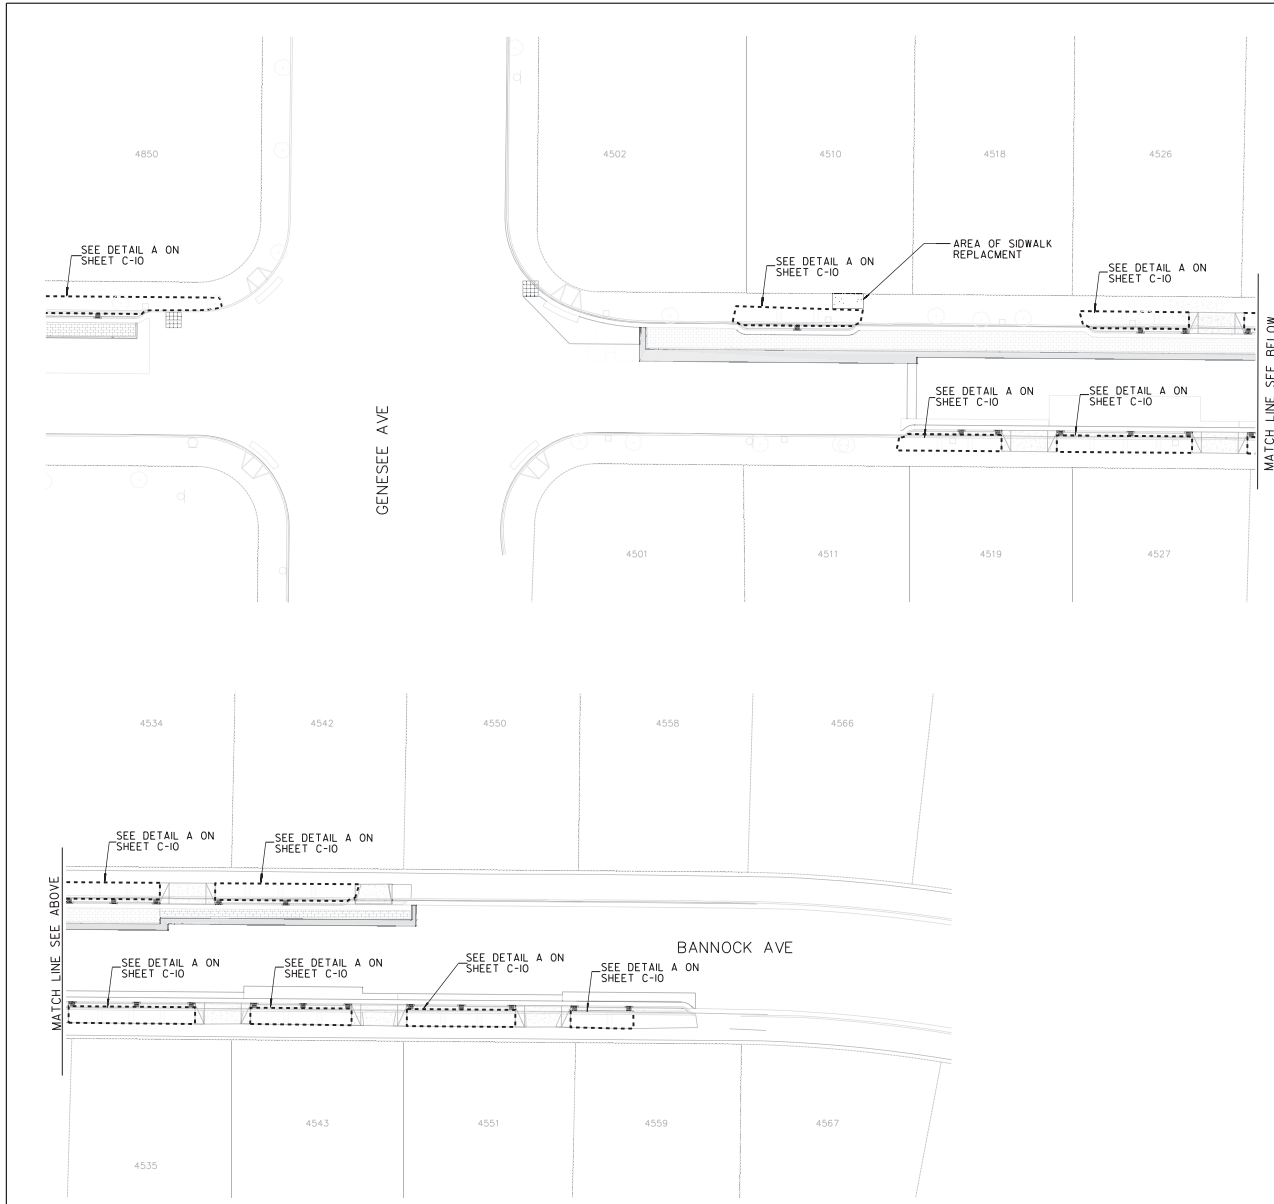 4850
4502
4510
4518
4526
SEE DETAIL A ON
SHEET C-10
AREA OF SIDWALK
REPLACMENT
SEE DETAIL A ON
SHEET C-10
SEE DETAIL A ON
SHEET C-10
MATCH LINE SEE BELOW
SEE DETAIL A ON
SHEET C-10
SEE DETAIL A ON
SHEET C-10
GENESEE AVE
4501
4511
4519
4527
4534
4542
4550
4558
4566
SEE DETAIL A ON
SHEET C-10
SEE DETAIL A ON
SHEET C-10
MATCH LINE SEE ABOVE
BANNOCK AVE
SEE DETAIL A ON
SHEET C-10
SEE DETAIL A ON
SHEET C-10
SEE DETAIL A ON
SHEET C-10
SEE DETAIL A ON
SHEET C-10
4543
4551
4559
4567
4535